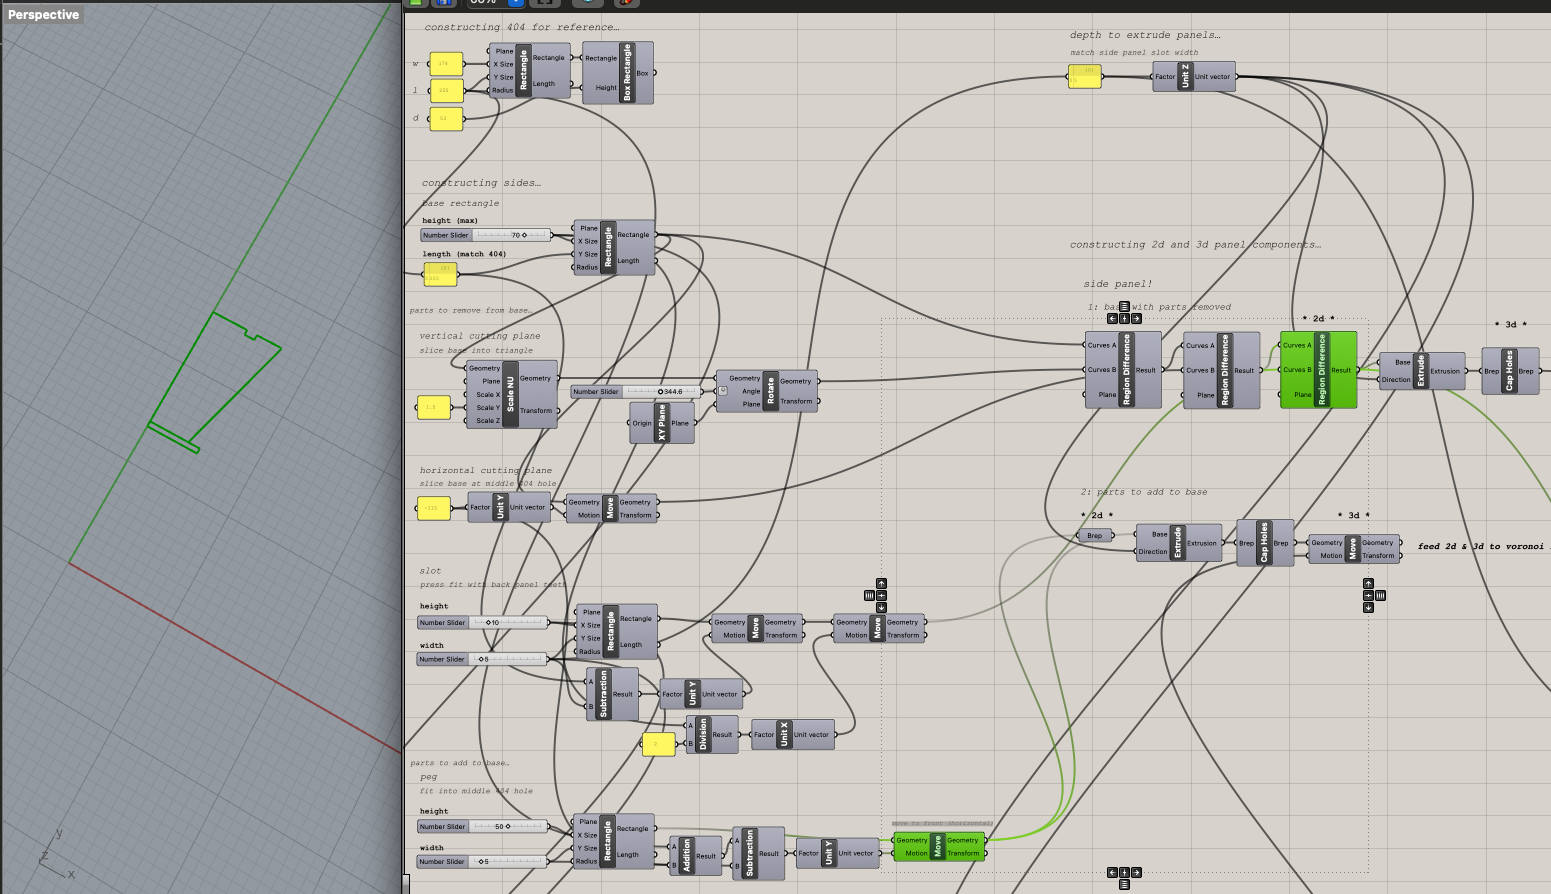 Perspective
constructing 404 for reference…
w
l
d
Plane
X Size
Y Size
Radius
Rectangle
Rectangle
Length
Rectangle
Height
Box Rectangle
Box
depth to extrude panels…
match side panel slot width
Factor
Unit Z
Unit vector
constructing sides…
base rectangle
height (max)
Number Slider
70
length (match 404)
Plane
X Size
Y Size
Radius
Rectangle
Rectangle
Length
constructing 2d and 3d panel components…
side panel!
1: base with parts removed
* 2d *
* 3d *
parts to remove from base…
vertical cutting plane
slice base into triangle
Geometry
Plane
Scale X
Scale Y
Scale Z
Scale NU
Geometry
Transform
Number Slider
344.6
Origin
XY Plane
Plane
Geometry
Angle
Plane
Rotate
Geometry
Transform
Curves A
Curves B
Plane
Region Difference
Result
Curves A
Curves B
Plane
Region Difference
Result
Curves A
Curves B
Plane
Region Difference
Result
Base
Direction
Extrude
Extrusion
Brep
Cap Holes
Brep
horizontal cutting plane
slice base at middle 404 hole
Factor
Unit Y
Unit vector
Geometry
Motion
Move
Geometry
Transform
2: parts to add to base
* 2d *
* 3d *
Brep
Base
Direction
Extrude
Extrusion
Brep
Cap Holes
Brep
Geometry
Motion
Move
Geometry
Transform
feed 2d & 3d to voronoi
slot
press fit with back panel teeth
height
Number Slider
10
width
Number Slider
5
Plane
X Size
Y Size
Radius
Rectangle
Rectangle
Length
Geometry
Motion
Move
Geometry
Transform
Geometry
Motion
Move
Geometry
Transform
A
B
Subtraction
Result
Factor
Unit Y
Unit vector
2
A
B
Division
Result
Factor
Unit X
Unit vector
parts to add to base…
peg
fit into middle 404 hole
height
Number Slider
50
width
Number Slider
5
Plane
X Size
Y Size
Radius
Rectangle
Rectangle
Length
A
B
Addition
Result
A
B
Subtraction
Result
Factor
Unit Y
Unit vector
Geometry
Motion
Move
Geometry
Transform
y
z
x